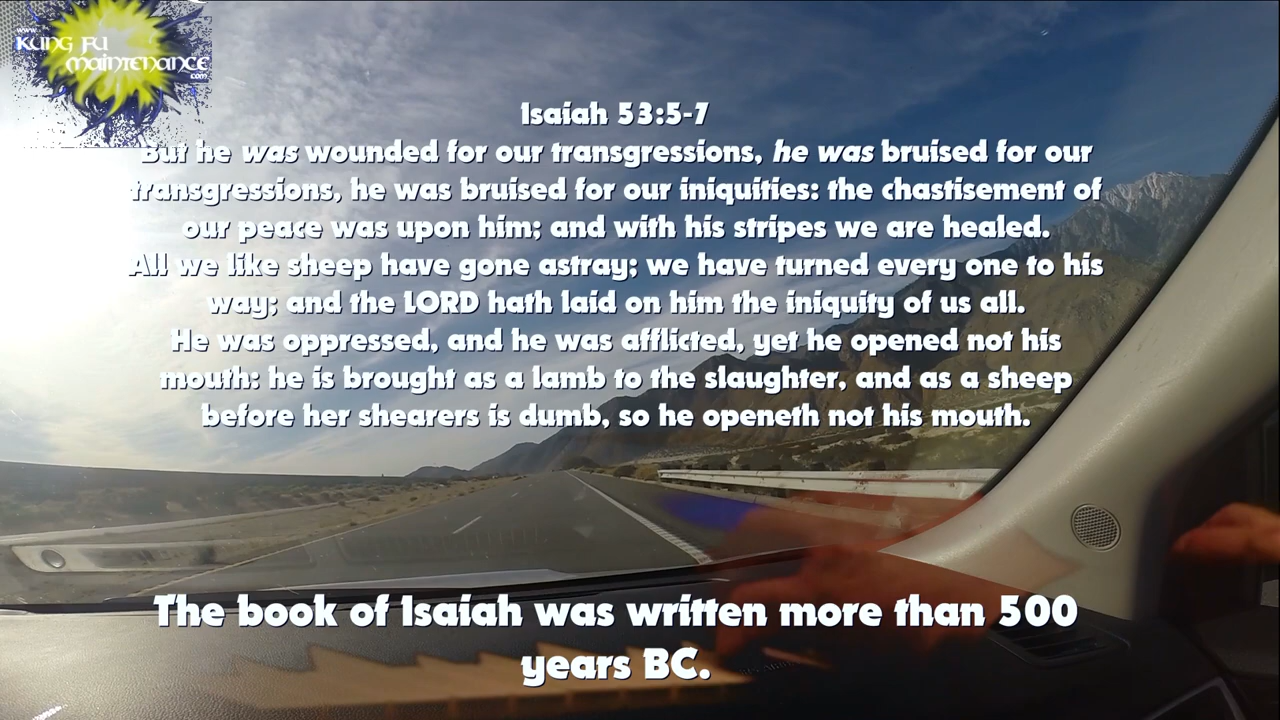 www.
KUNG FU
MAINTENANCE
.com
Isaiah 53:5-7
But he was wounded for our transgressions, he was bruised for our
transgressions, he was bruised for our iniquities: the chastisement of
our peace was upon him; and with his stripes we are healed.
All we like sheep have gone astray; we have turned every one to his
way; and the LORD hath laid on him the iniquity of us all.
He was oppressed, and he was afflicted, yet he opened not his
mouth: he is brought as a lamb to the slaughter, and as a sheep
before her shearers is dumb, so he openeth not his mouth.
The book of Isaiah was written more than 500
years BC.